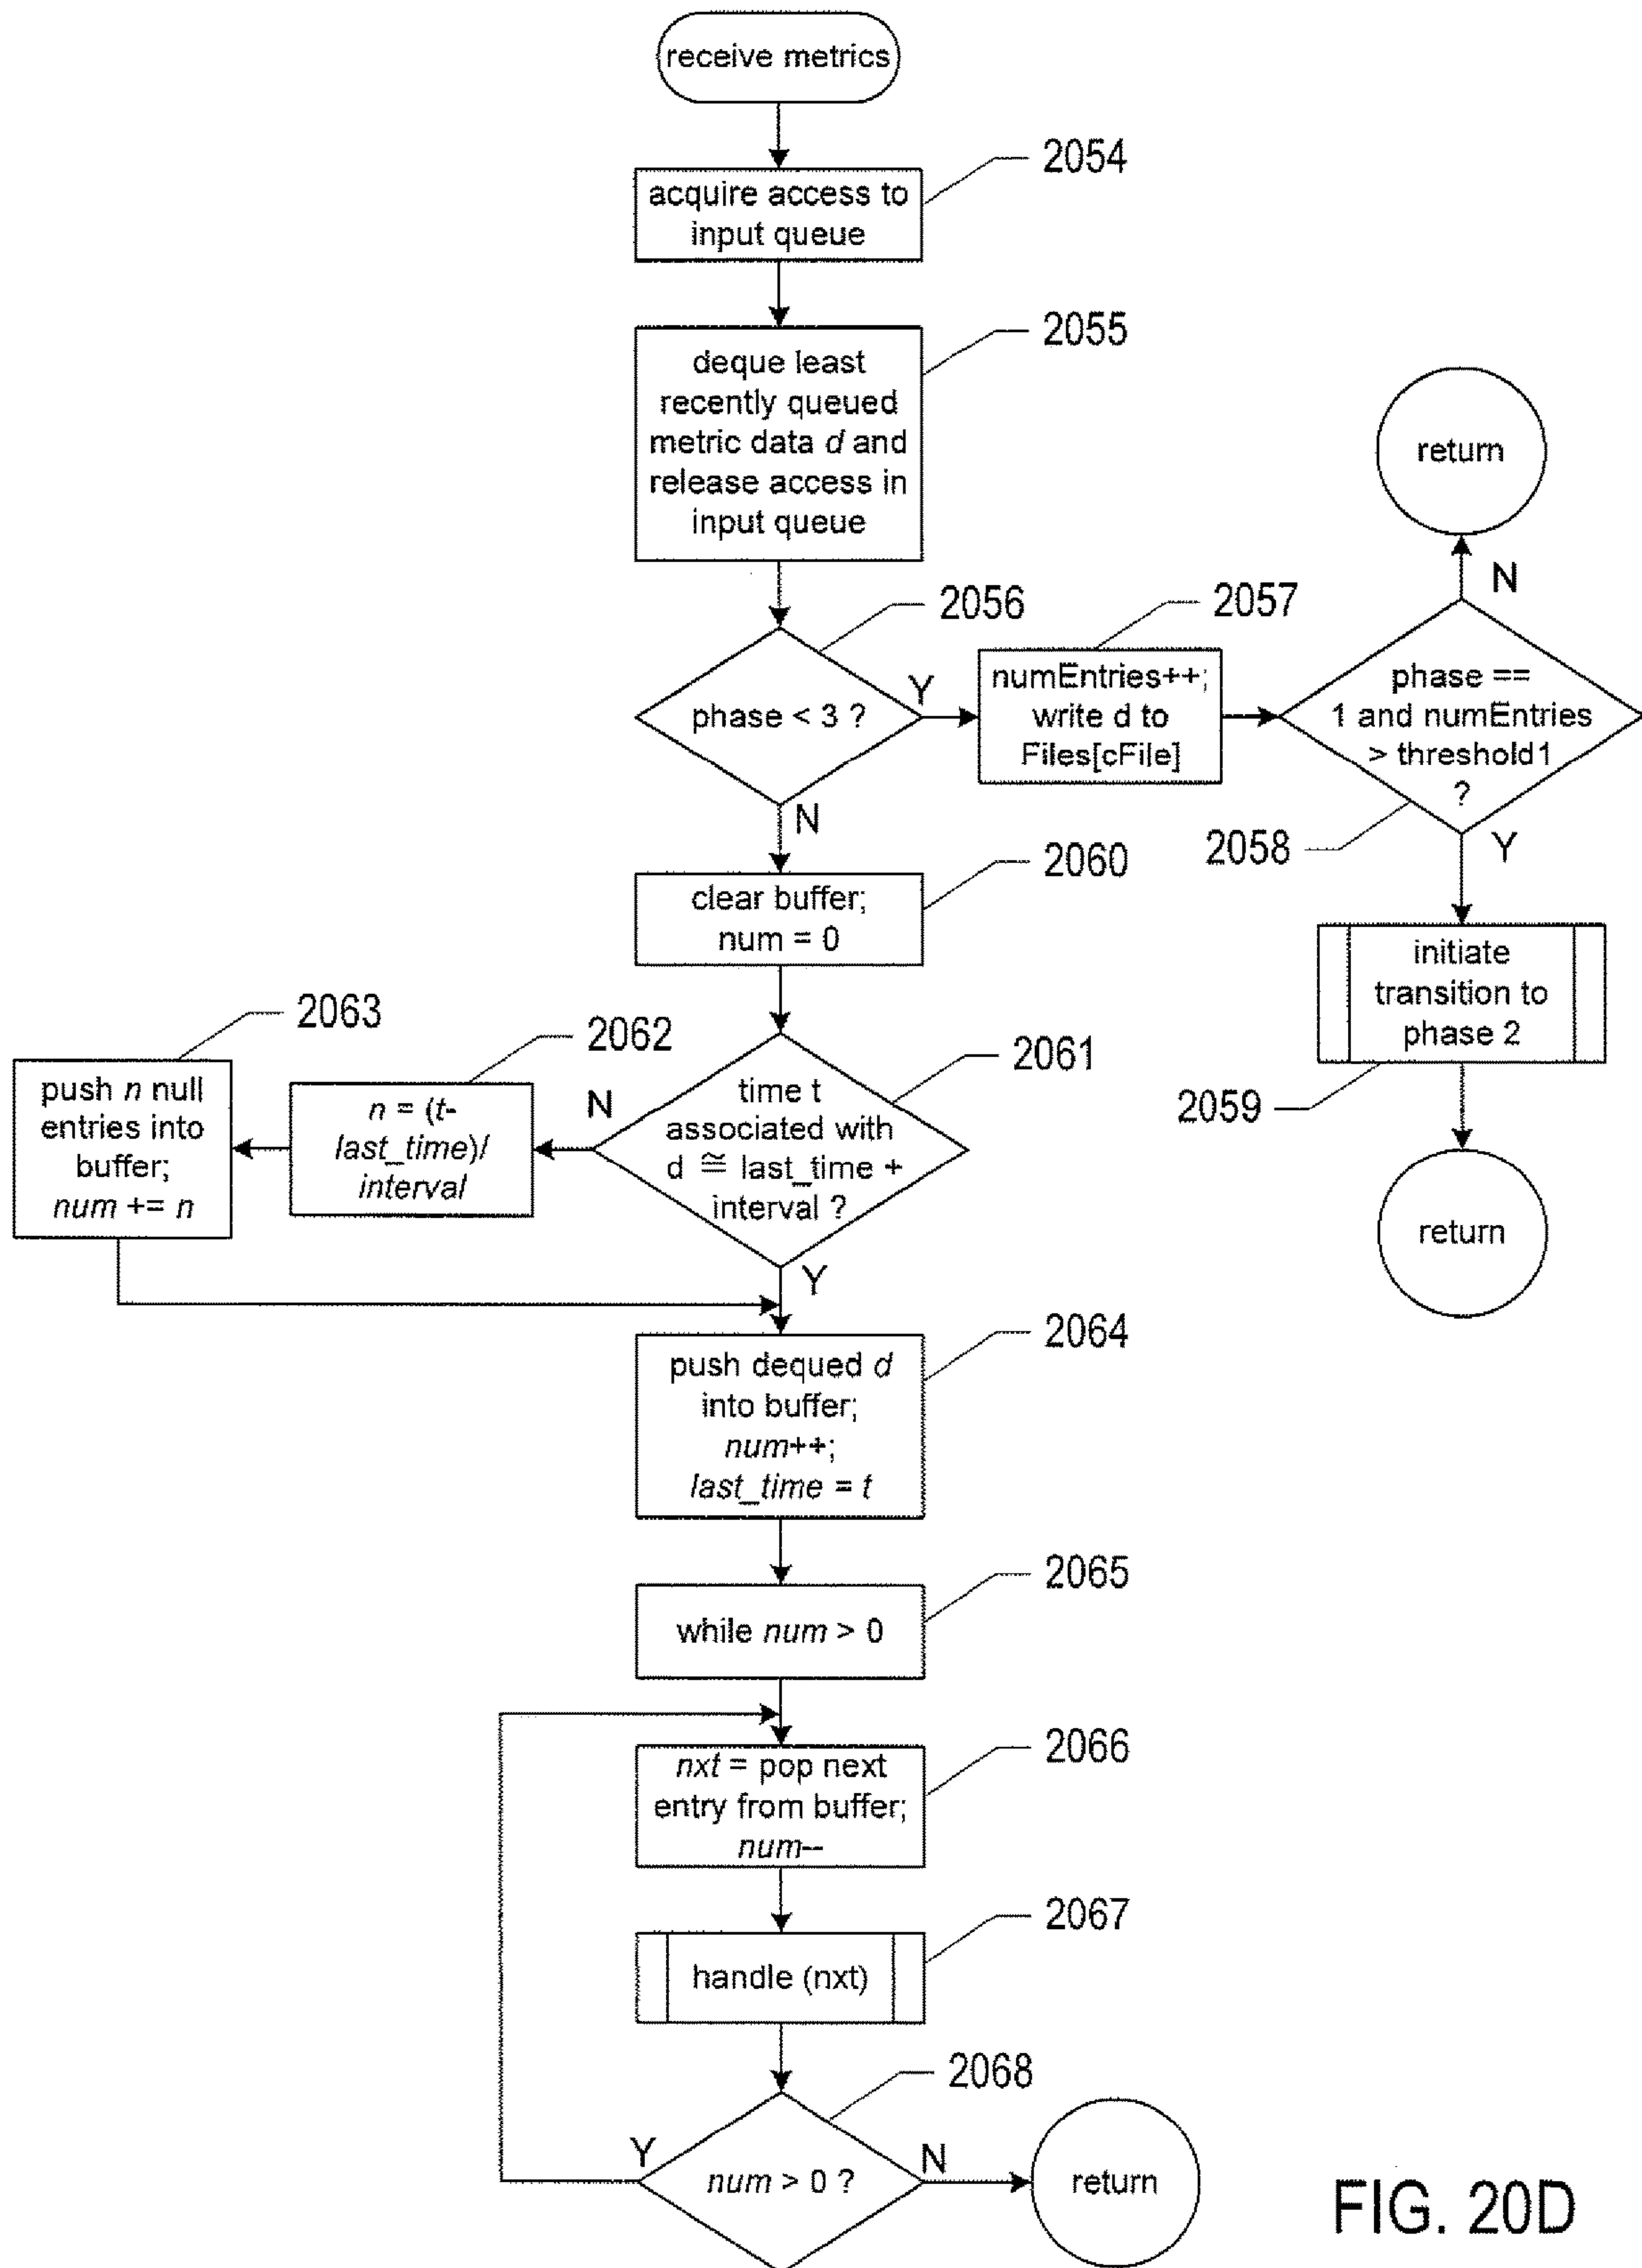 receive metrics
2054
acquire access to
input queue
2055
deque least
recently queued
metric data d and
release access in
input queue
return
N
2056
2057
phase < 3 ?
Y
numEntries++;
write d to
Files[cFile]
phase ==
1 and numEntries
> threshold1
?
2058
N
Y
2060
clear buffer;
num = 0
initiate
transition to
phase 2
2059
2063
push n null
entries into
buffer;
num += n
2062
n = (t-
last_time)/
interval
N
2061
time t
associated with
d ≅ last_time +
interval ?
Y
return
2064
push dequed d
into buffer;
num++;
last_time = t
2065
while num > 0
2066
nxt = pop next
entry from buffer;
num--
2067
handle (nxt)
2068
Y
num > 0 ?
N
return
FIG. 20D